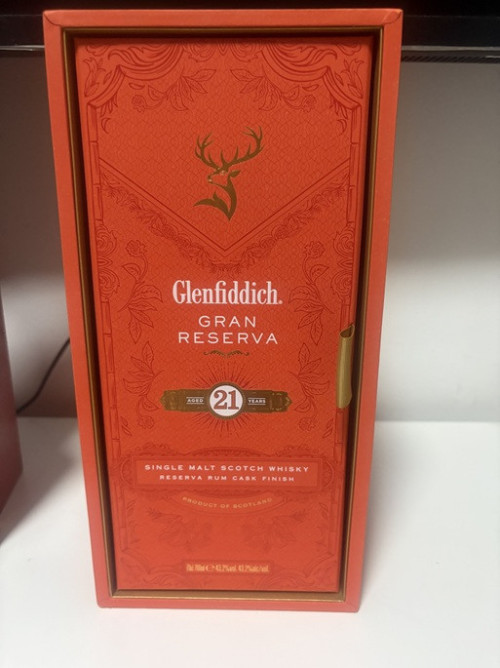 Glenfiddich.
GRAN
RESERVA
AGED 21 YEARS
SINGLE MALT SCOTCH WHISKY
RESERVA RUM CASK FINISH
PRODUCT OF SCOTLAND